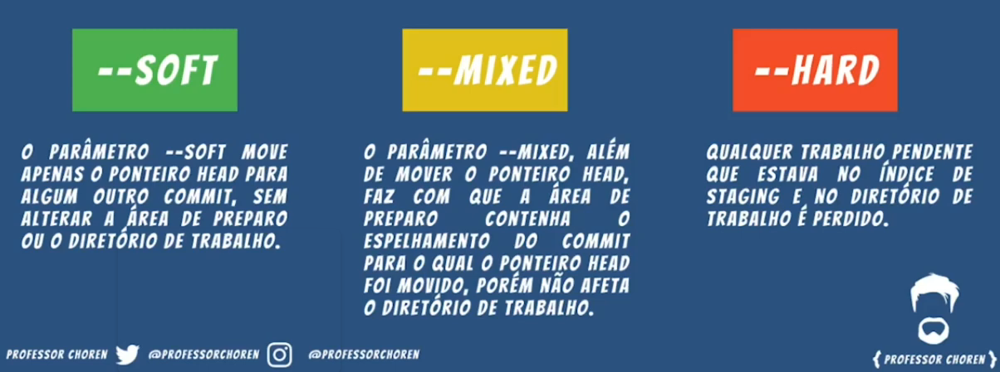 --SOFT
O PARÂMETRO --SOFT MOVE
APENAS O PONTEIRO HEAD PARA
ALGUM OUTRO COMMIT, SEM
ALTERAR A ÁREA DE PREPARO
OU O DIRETÓRIO DE TRABALHO.
--MIXED
O PARÂMETRO --MIXED, ALÉM
DE MOVER O PONTEIRO HEAD,
FAZ COM QUE A ÁREA DE
PREPARO CONTENHA O
ESPELHAMENTO DO COMMIT
PARA O QUAL O PONTEIRO HEAD
FOI MOVIDO, PORÉM NÃO AFETA
O DIRETÓRIO DE TRABALHO.
--HARD
QUALQUER TRABALHO PENDENTE
QUE ESTAVA NO ÍNDICE DE
STAGING E NO DIRETÓRIO DE
TRABALHO É PERDIDO.
PROFESSOR CHOREN @PROFESSORCHOREN @PROFESSORCHOREN
{ PROFESSOR CHOREN }